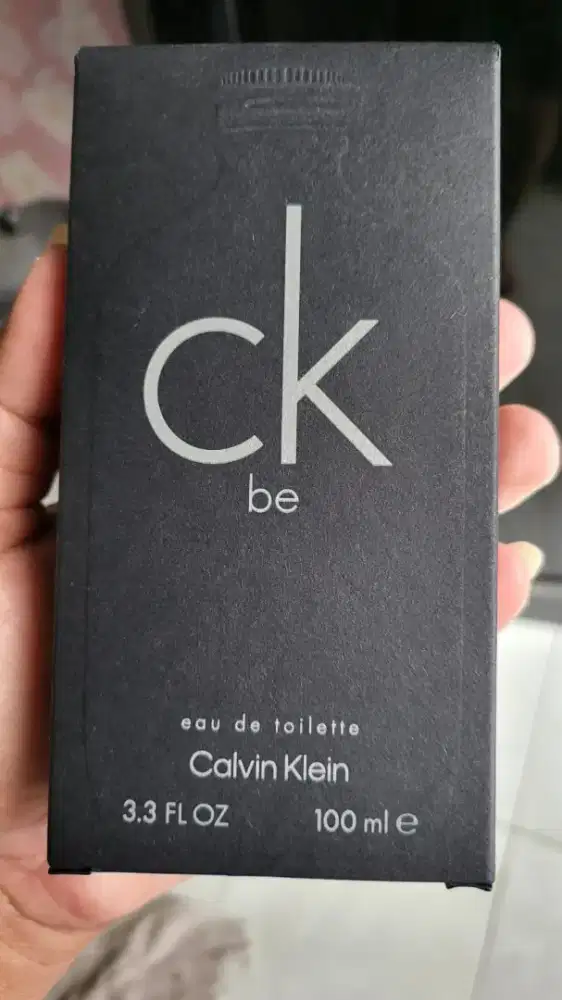 ck
be
eau de toilette
Calvin Klein
3.3 FL OZ 100 ml ℮